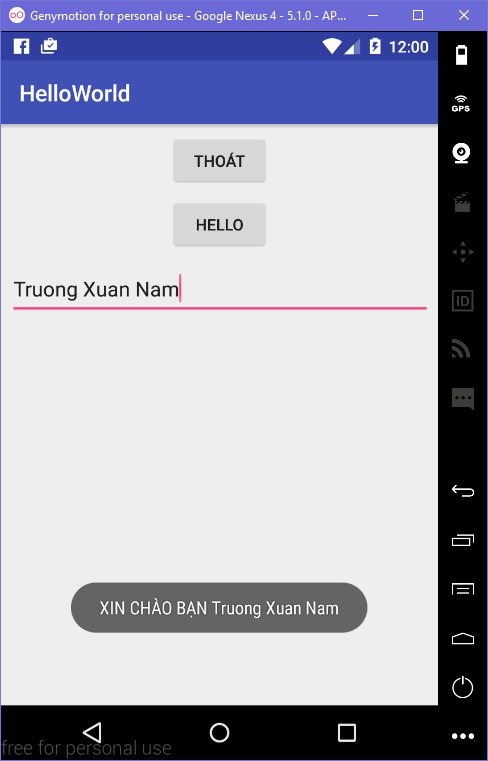 Genymotion for personal use - Google Nexus 4 - 5.1.0 - AP...
12:00
HelloWorld
GPS
THOÁT
HELLO
Truong Xuan Nam
ID
XIN CHÀO BẠN Truong Xuan Nam
free for personal use